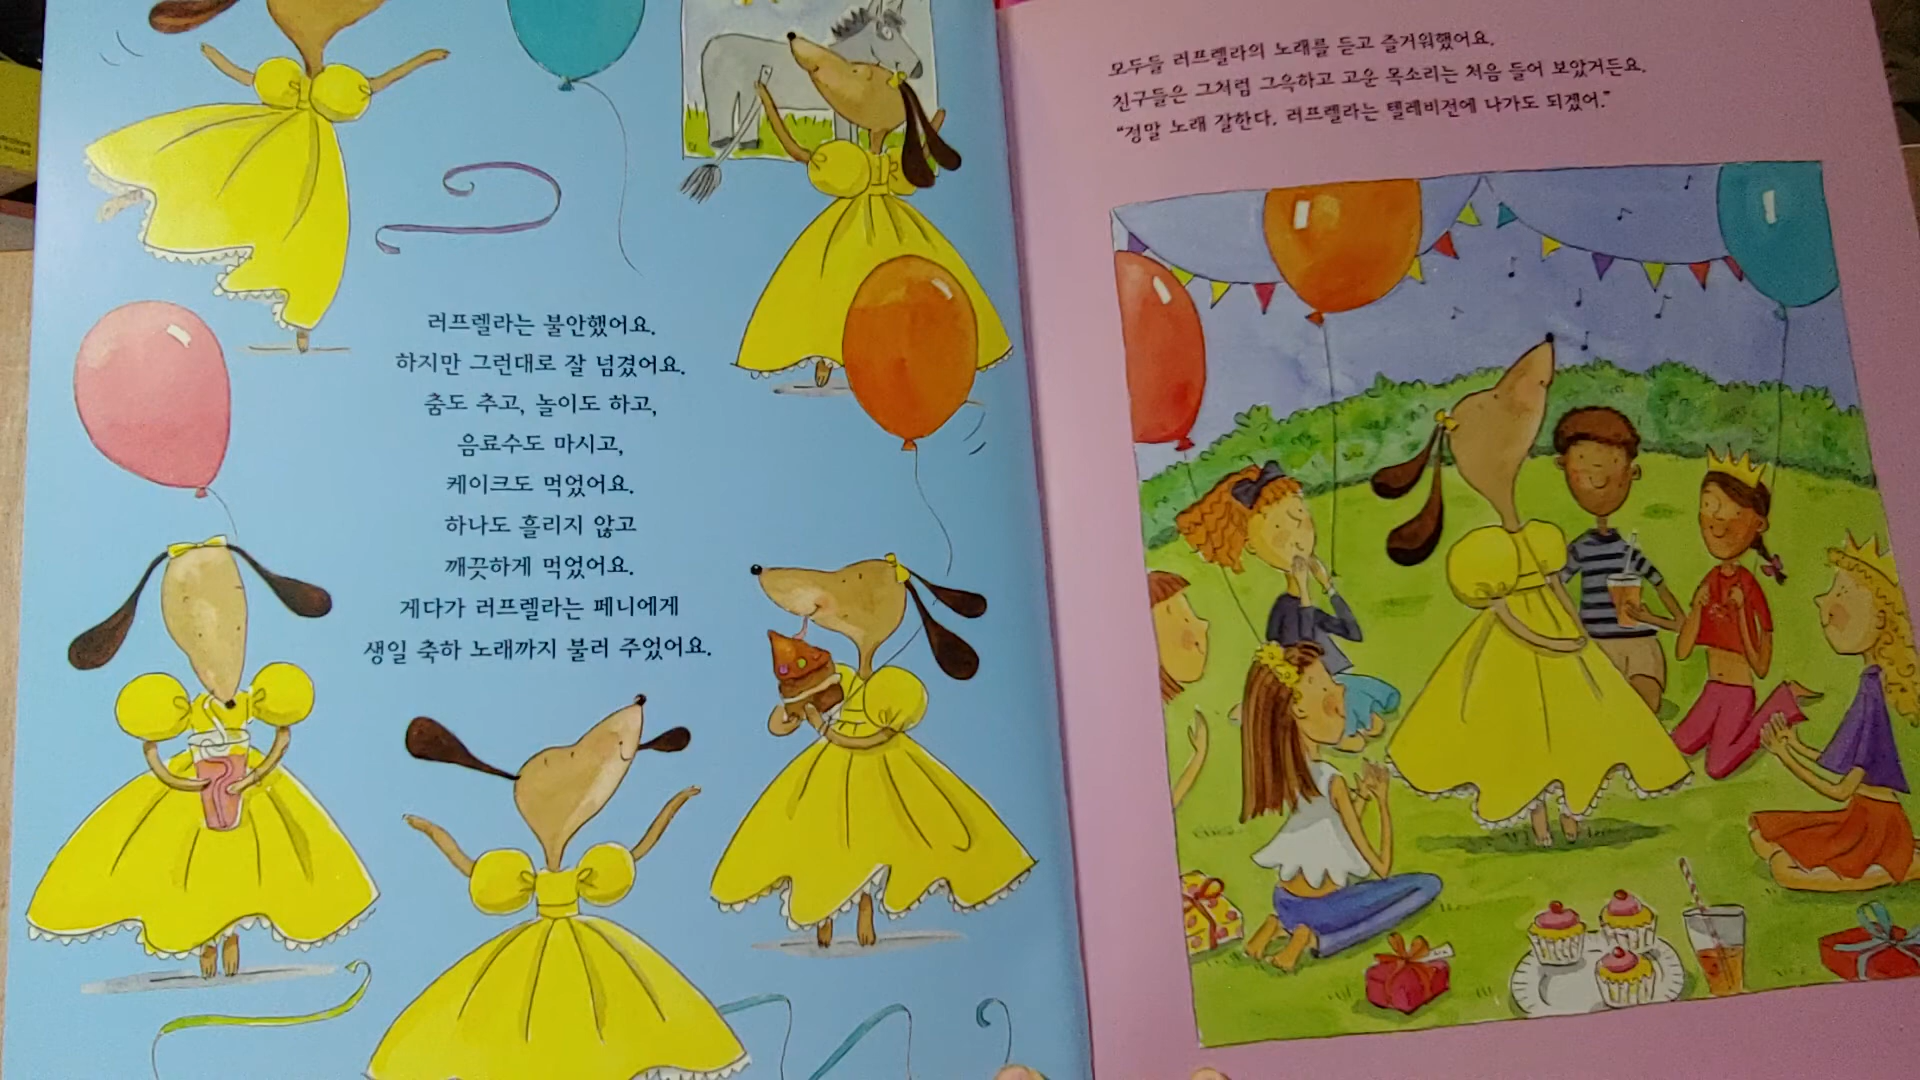 러프렐라는 불안했어요.
하지만 그런대로 잘 넘겼어요.
춤도 추고, 놀이도 하고,
음료수도 마시고,
케이크도 먹었어요.
하나도 흘리지 않고
깨끗하게 먹었어요.
게다가 러프렐라는 페니에게
생일 축하 노래까지 불러 주었어요.
모두들 러프렐라의 노래를 듣고 즐거워했어요.
친구들은 그처럼 그윽하고 고운 목소리는 처음 들어 보았거든요.
“정말 노래 잘한다. 러프렐라는 텔레비전에 나가도 되겠어.”